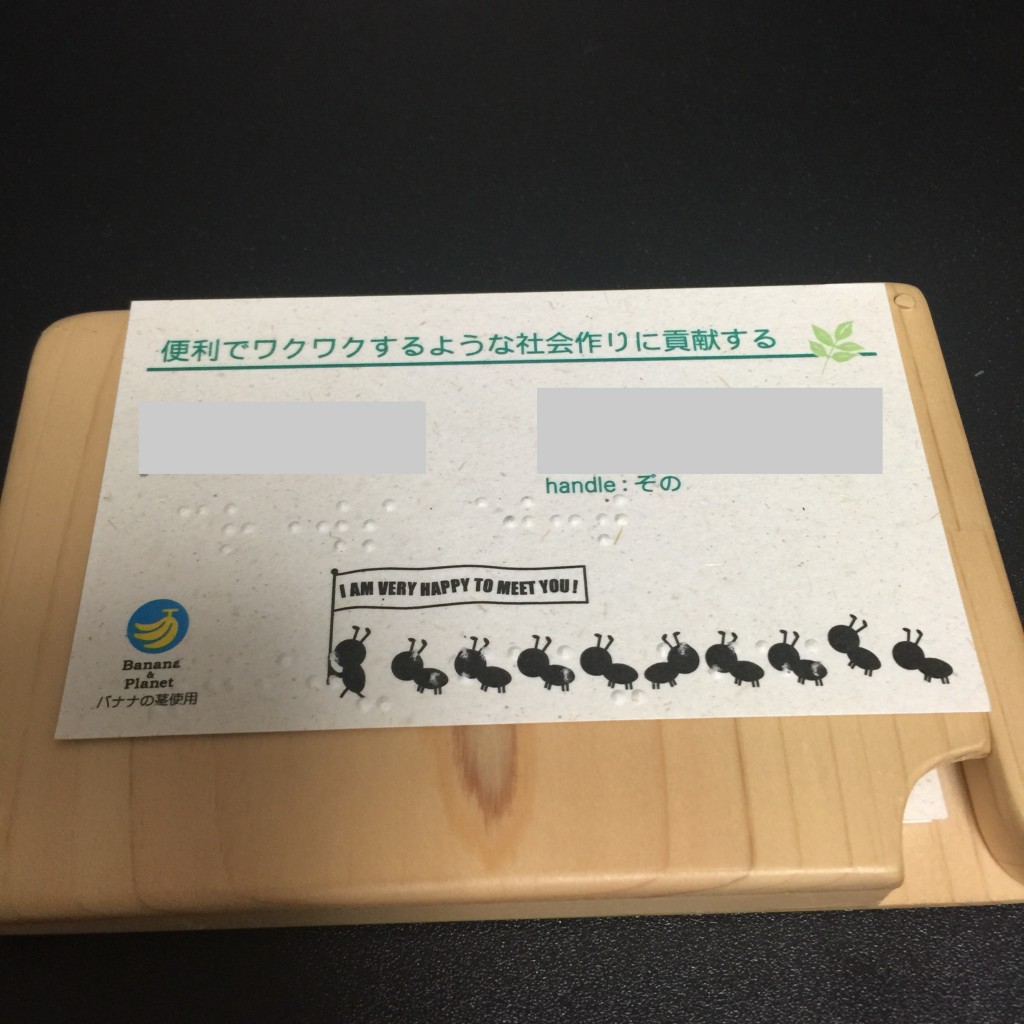 便利でワクワクするような社会作りに貢献する
handle : ぞの
I AM VERY HAPPY TO MEET YOU !
Banana
&
Planet
バナナの茎使用